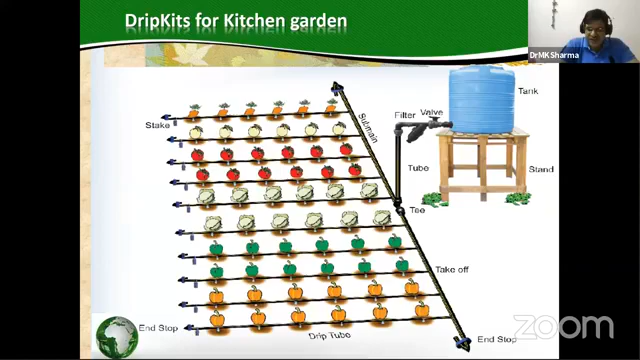 DripKits for Kitchen garden
DrMK Sharma
Tank
Filter
Valve
Submain
Stake
Tube
Stand
Tee
Take off
End Stop
Drip Tube
End Stop
zoom